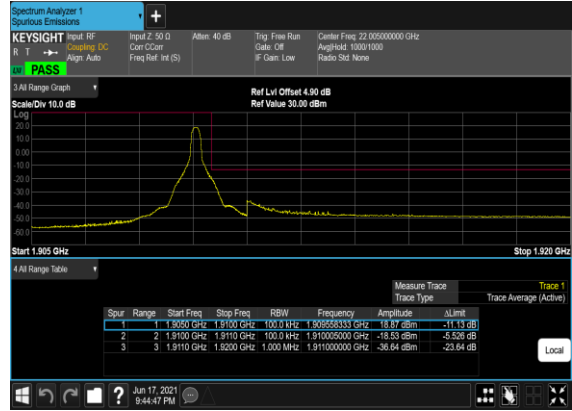 Spectrum Analyzer 1
Spurious Emissions
+
KEYSIGHT
R T
LW PASS
Input: RF
Coupling: DC
Align: Auto
Input Z: 50 Ω
Corr CCorr
Freq Ref: Int (S)
Atten: 40 dB
Trig: Free Run
Gate: Off
IF Gain: Low
Center Freq: 22.005000000 GHz
Avg|Hold: 1000/1000
Radio Std: None
3 All Range Graph
Scale/Div 10.0 dB
Ref Lvl Offset 4.90 dB
Ref Value 30.00 dBm
Log
20.0
10.0
0.00
-10.0
-20.0
-30.0
-40.0
-50.0
-60.0
Start 1.905 GHz
Stop 1.920 GHz
4 All Range Table
Measure Trace Trace 1
Trace Type Trace Average (Active)
Spur Range Start Freq Stop Freq RBW Frequency Amplitude ΔLimit
1 1 1.9050 GHz 1.9100 GHz 100.0 kHz 1.909558333 GHz 18.87 dBm -11.13 dB
2 2 1.9100 GHz 1.9110 GHz 100.0 kHz 1.910005000 GHz -18.53 dBm -5.526 dB
3 3 1.9110 GHz 1.9200 GHz 1.000 MHz 1.911000000 GHz -36.64 dBm -23.64 dB
Local
?
Jun 17, 2021
9:44:47 PM